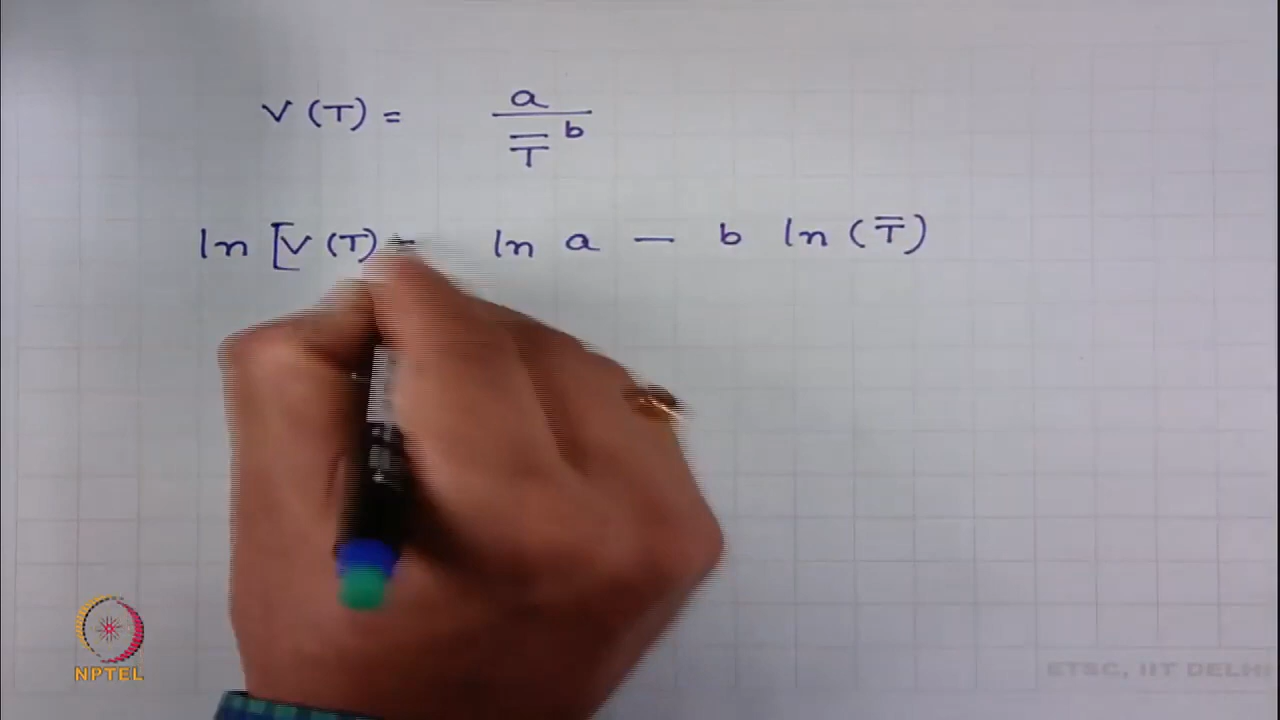 V (T) = a / T̿ ^b
ln [V (T) = ln a - b ln (T̿)
NPTEL
ETSC, IIT DELHI